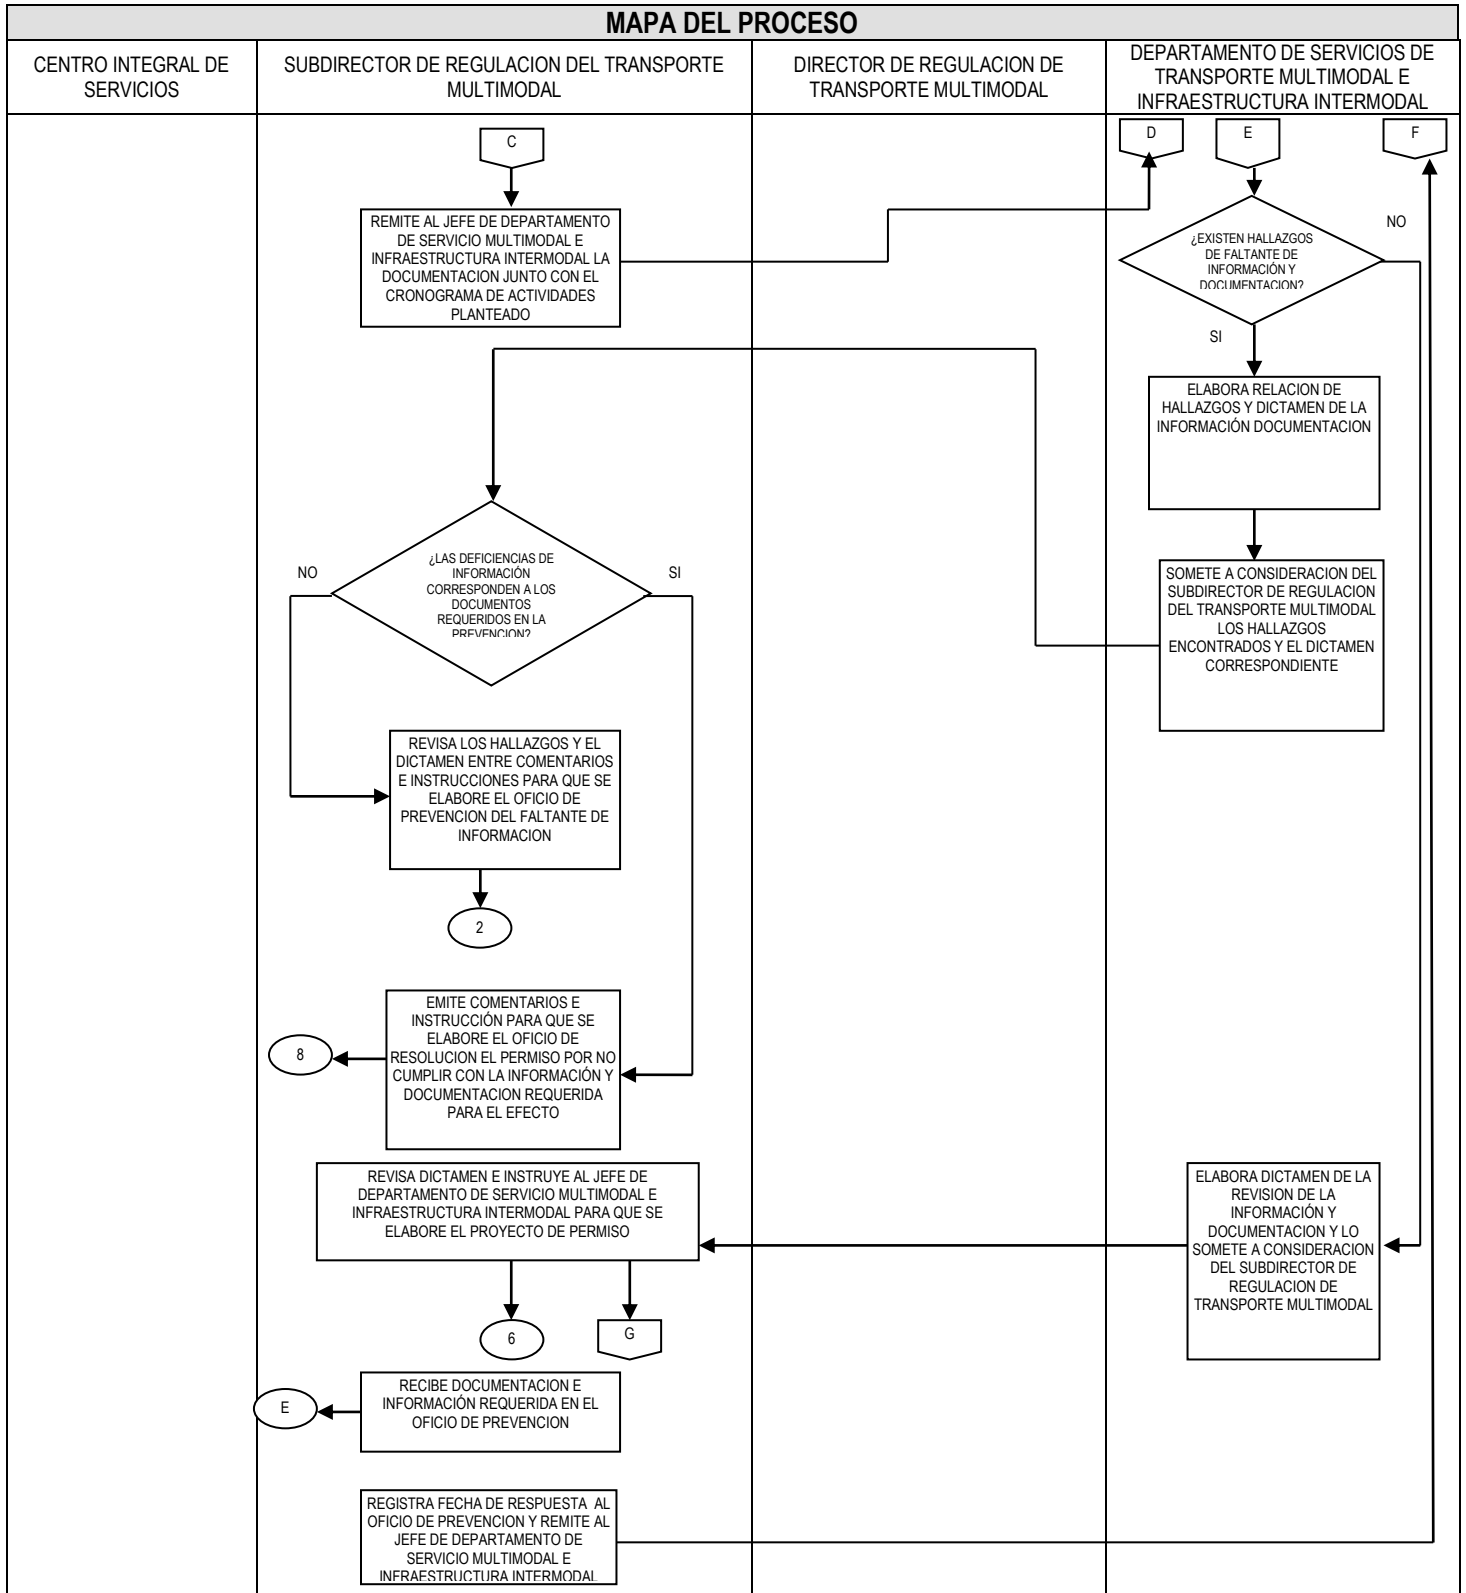 MAPA DEL PROCESO
CENTRO INTEGRAL DE
SERVICIOS
SUBDIRECTOR DE REGULACION DEL TRANSPORTE
MULTIMODAL
DIRECTOR DE REGULACION DE
TRANSPORTE MULTIMODAL
DEPARTAMENTO DE SERVICIOS DE
TRANSPORTE MULTIMODAL E
INFRAESTRUCTURA INTERMODAL
C
D
E
F
REMITE AL JEFE DE DEPARTAMENTO
DE SERVICIO MULTIMODAL E
INFRAESTRUCTURA INTERMODAL LA
DOCUMENTACION JUNTO CON EL
CRONOGRAMA DE ACTIVIDADES
PLANTEADO
¿EXISTEN HALLAZGOS
DE FALTANTE DE
INFORMACIÓN Y
DOCUMENTACION?
NO
SI
ELABORA RELACION DE
HALLAZGOS Y DICTAMEN DE LA
INFORMACIÓN DOCUMENTACION
SOMETE A CONSIDERACION DEL
SUBDIRECTOR DE REGULACION
DEL TRANSPORTE MULTIMODAL
LOS HALLAZGOS
ENCONTRADOS Y EL DICTAMEN
CORRESPONDIENTE
¿LAS DEFICIENCIAS DE
INFORMACIÓN
CORRESPONDEN A LOS
DOCUMENTOS
REQUERIDOS EN LA
PREVENCION?
NO
SI
REVISA LOS HALLAZGOS Y EL
DICTAMEN ENTRE COMENTARIOS
E INSTRUCCIONES PARA QUE SE
ELABORE EL OFICIO DE
PREVENCION DEL FALTANTE DE
INFORMACION
2
EMITE COMENTARIOS E
INSTRUCCIÓN PARA QUE SE
ELABORE EL OFICIO DE
RESOLUCION EL PERMISO POR NO
CUMPLIR CON LA INFORMACIÓN Y
DOCUMENTACION REQUERIDA
PARA EL EFECTO
8
REVISA DICTAMEN E INSTRUYE AL JEFE DE
DEPARTAMENTO DE SERVICIO MULTIMODAL E
INFRAESTRUCTURA INTERMODAL PARA QUE SE
ELABORE EL PROYECTO DE PERMISO
ELABORA DICTAMEN DE LA
REVISION DE LA
INFORMACIÓN Y
DOCUMENTACION Y LO
SOMETE A CONSIDERACION
DEL SUBDIRECTOR DE
REGULACION DE
TRANSPORTE MULTIMODAL
6
G
RECIBE DOCUMENTACION E
INFORMACIÓN REQUERIDA EN EL
OFICIO DE PREVENCION
E
REGISTRA FECHA DE RESPUESTA AL
OFICIO DE PREVENCION Y REMITE AL
JEFE DE DEPARTAMENTO DE
SERVICIO MULTIMODAL E
INFRAESTRUCTURA INTERMODAL